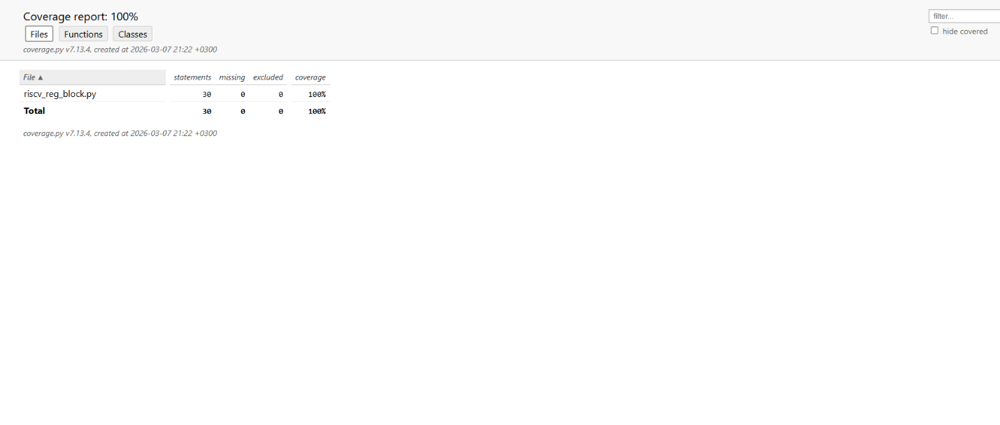 Coverage report: 100%
filter...
Files Functions Classes
hide covered
coverage.py v7.13.4, created at 2026-03-07 21:22 +0300
File ▲ statements missing excluded coverage
riscv_reg_block.py 30 0 0 100%
Total 30 0 0 100%
coverage.py v7.13.4, created at 2026-03-07 21:22 +0300